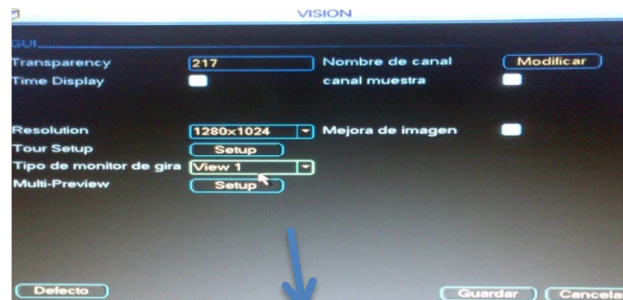 VISION
GUI
Transparency 217 Nombre de canal Modificar
Time Display canal muestra
Resolution 1280x1024 Mejora de imagen
Tour Setup Setup
Tipo de monitor de gira View 1
Multi-Preview Setup
Defecto Guardar Cancela